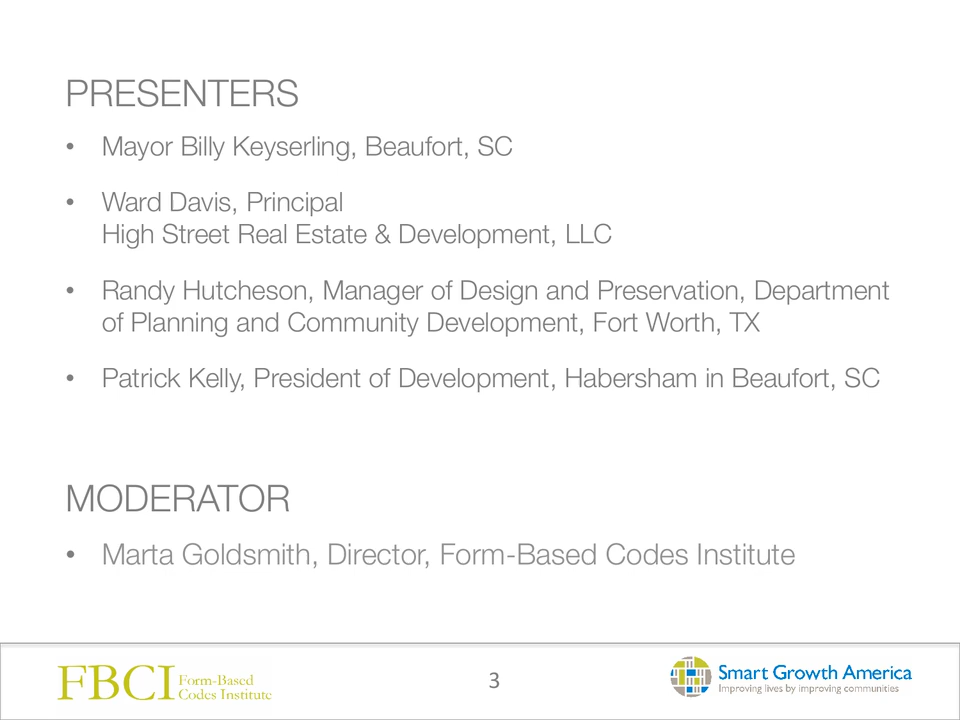 PRESENTERS
• Mayor Billy Keyserling, Beaufort, SC
• Ward Davis, Principal
High Street Real Estate & Development, LLC
• Randy Hutcheson, Manager of Design and Preservation, Department
of Planning and Community Development, Fort Worth, TX
• Patrick Kelly, President of Development, Habersham in Beaufort, SC
MODERATOR
• Marta Goldsmith, Director, Form-Based Codes Institute
FBCI Form-Based
Codes Institute
3
Smart Growth America
Improving lives by improving communities